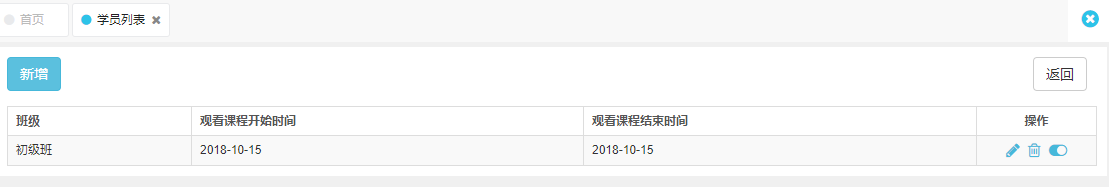 首页
学员列表
新增
返回
班级 观看课程开始时间 观看课程结束时间 操作
初级班 2018-10-15 2018-10-15